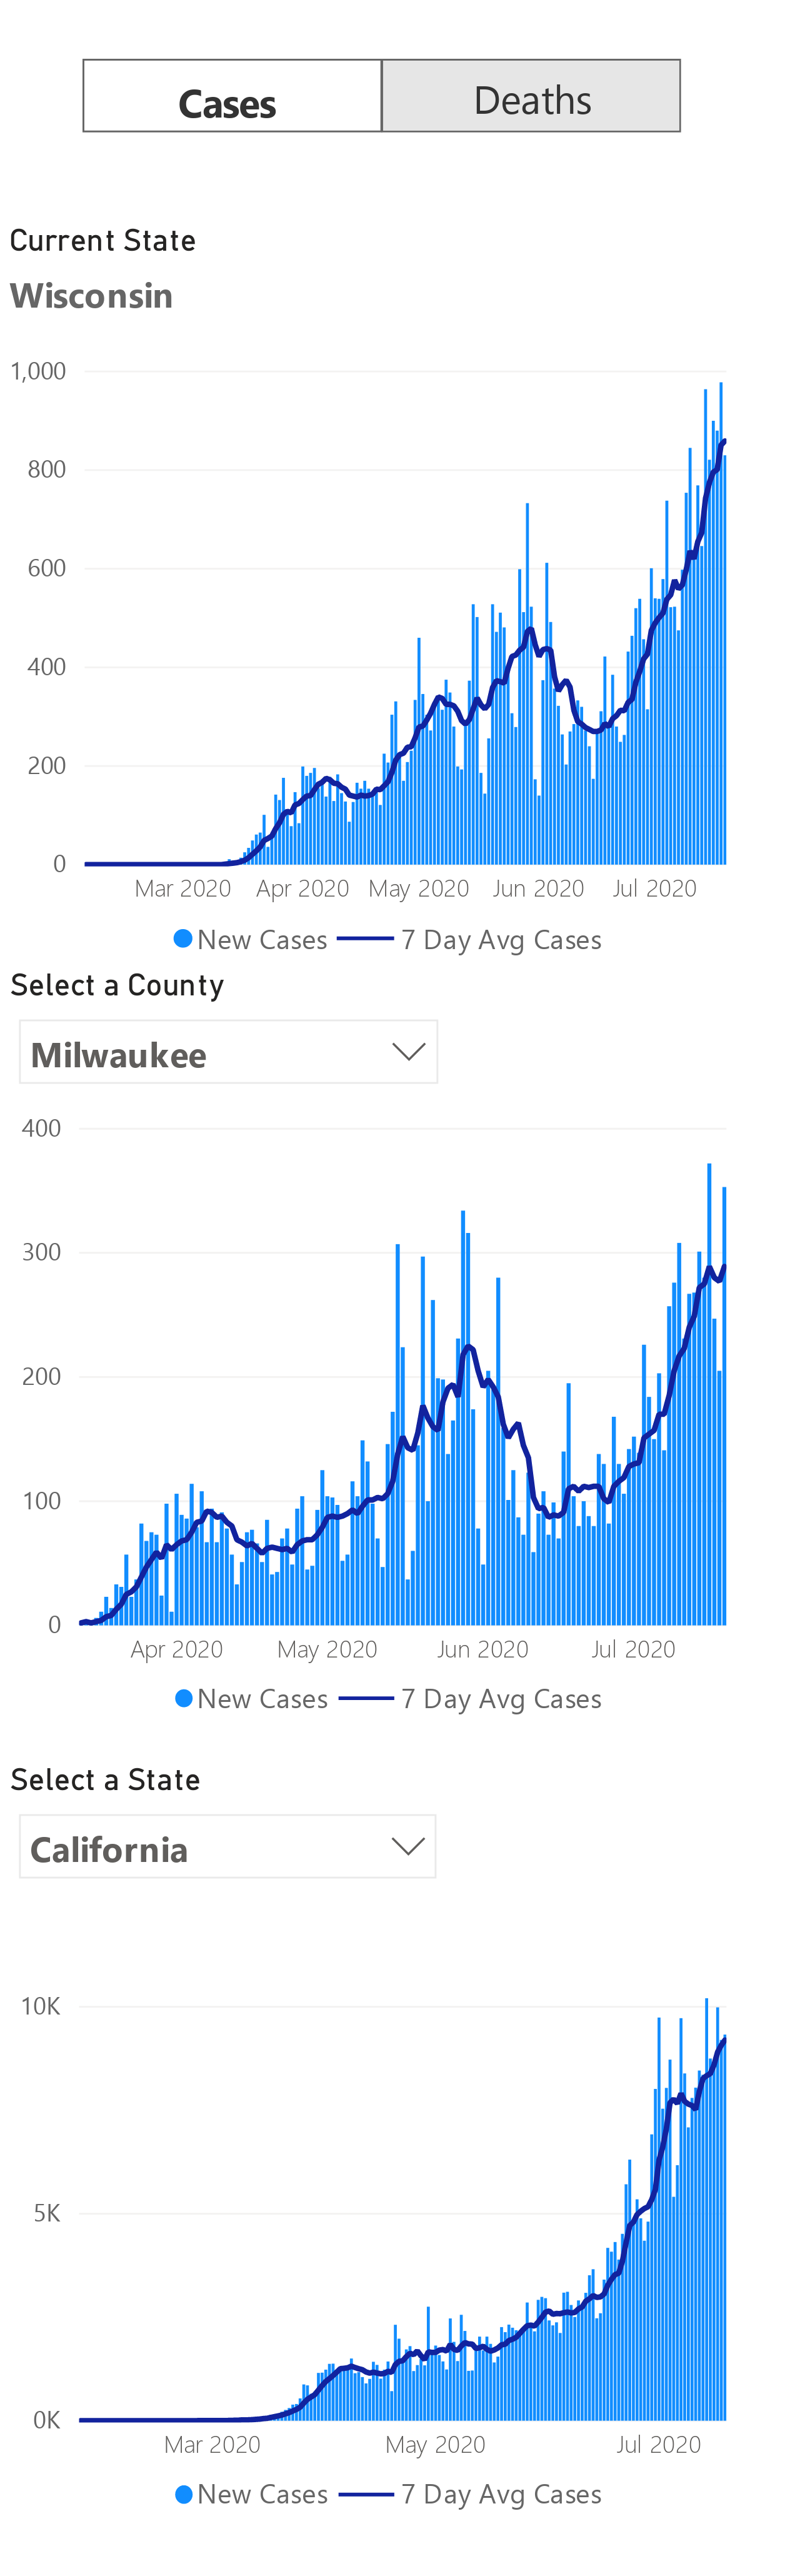 Cases Deaths
Current State
Wisconsin
1,000
800
600
400
200
0
Mar 2020 Apr 2020 May 2020 Jun 2020 Jul 2020
New Cases 7 Day Avg Cases
Select a County
Milwaukee
400
300
200
100
0
Apr 2020 May 2020 Jun 2020 Jul 2020
New Cases 7 Day Avg Cases
Select a State
California
10K
5K
0K
Mar 2020 May 2020 Jul 2020
New Cases 7 Day Avg Cases